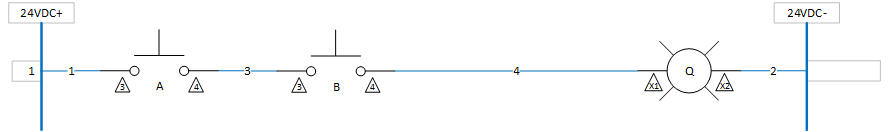 24VDC+
24VDC-
1 1 3 4 2
3 4 3 4 X1 Q X2
A B